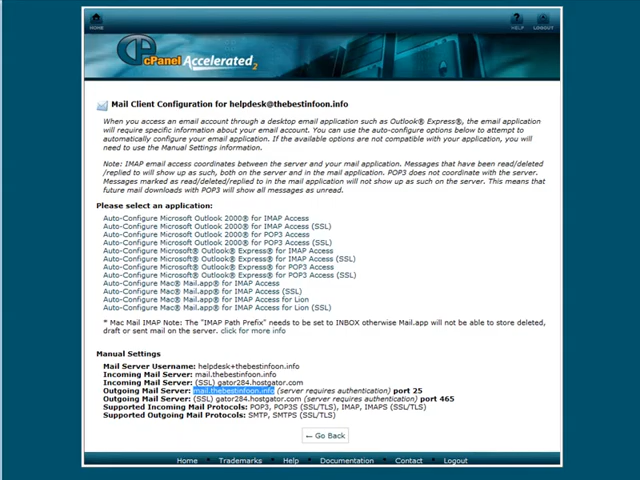 HOME
HELP
LOGOUT
cPanel Accelerated2
Mail Client Configuration for helpdesk@thebestinfoon.info
When you access an email account through a desktop email application such as Outlook® Express®, the email application
will require specific information about your email account. You can use the auto-configure options below to attempt to
automatically configure your email application. If the available options are not compatible with your application, you will
need to use the Manual Settings information.
Note: IMAP email access coordinates between the server and your mail application. Messages that have been read/deleted
/replied to will show up as such, both on the server and in the mail application. POP3 does not coordinate with the server.
Messages marked as read/deleted/replied to in the mail application will not show up as such on the server. This means that
future mail downloads with POP3 will show all messages as unread.
Please select an application:
Auto-Configure Microsoft Outlook 2000® for IMAP Access
Auto-Configure Microsoft Outlook 2000® for IMAP Access (SSL)
Auto-Configure Microsoft Outlook 2000® for POP3 Access
Auto-Configure Microsoft Outlook 2000® for POP3 Access (SSL)
Auto-Configure Microsoft® Outlook® Express® for IMAP Access
Auto-Configure Microsoft® Outlook® Express® for IMAP Access (SSL)
Auto-Configure Microsoft® Outlook® Express® for POP3 Access
Auto-Configure Microsoft® Outlook® Express® for POP3 Access (SSL)
Auto-Configure Mac® Mail.app® for IMAP Access
Auto-Configure Mac® Mail.app® for IMAP Access (SSL)
Auto-Configure Mac® Mail.app® for IMAP Access for Lion
Auto-Configure Mac® Mail.app® for IMAP Access for Lion (SSL)
* Mac Mail IMAP Note: The "IMAP Path Prefix" needs to be set to INBOX otherwise Mail.app will not be able to store deleted,
draft or sent mail on the server. click for more info
Manual Settings
Mail Server Username: helpdesk+thebestinfoon.info
Incoming Mail Server: mail.thebestinfoon.info
Incoming Mail Server: (SSL) gator284.hostgator.com
Outgoing Mail Server: mail.thebestinfoon.info (server requires authentication) port 25
Outgoing Mail Server: (SSL) gator284.hostgator.com (server requires authentication) port 465
Supported Incoming Mail Protocols: POP3, POP3S (SSL/TLS), IMAP, IMAPS (SSL/TLS)
Supported Outgoing Mail Protocols: SMTP, SMTPS (SSL/TLS)
← Go Back
Home • Trademarks • Help • Documentation • Contact • Logout